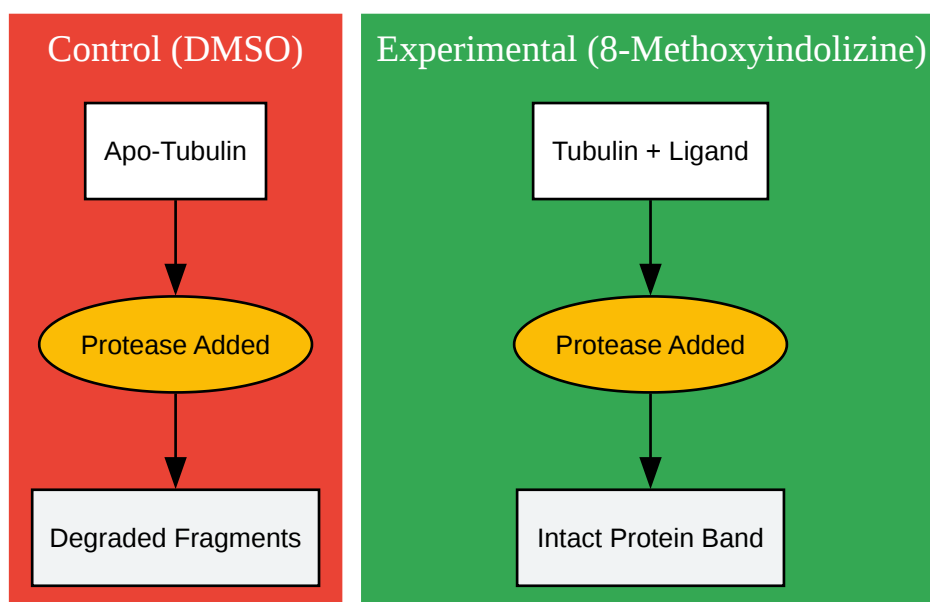 Control (DMSO)
Apo-Tubulin
Protease Added
Degraded Fragments
Experimental (8-Methoxyindolizine)
Tubulin + Ligand
Protease Added
Intact Protein Band